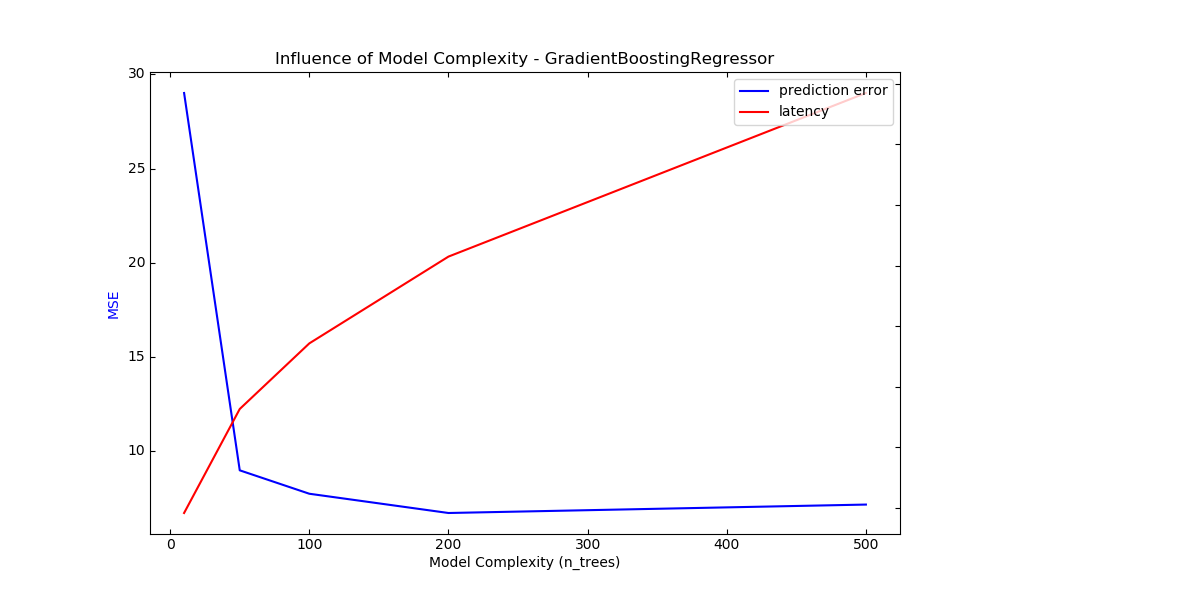 Influence of Model Complexity - GradientBoostingRegressor
prediction error
latency
30
25
20
15
10
MSE
0 100 200 300 400 500
Model Complexity (n_trees)